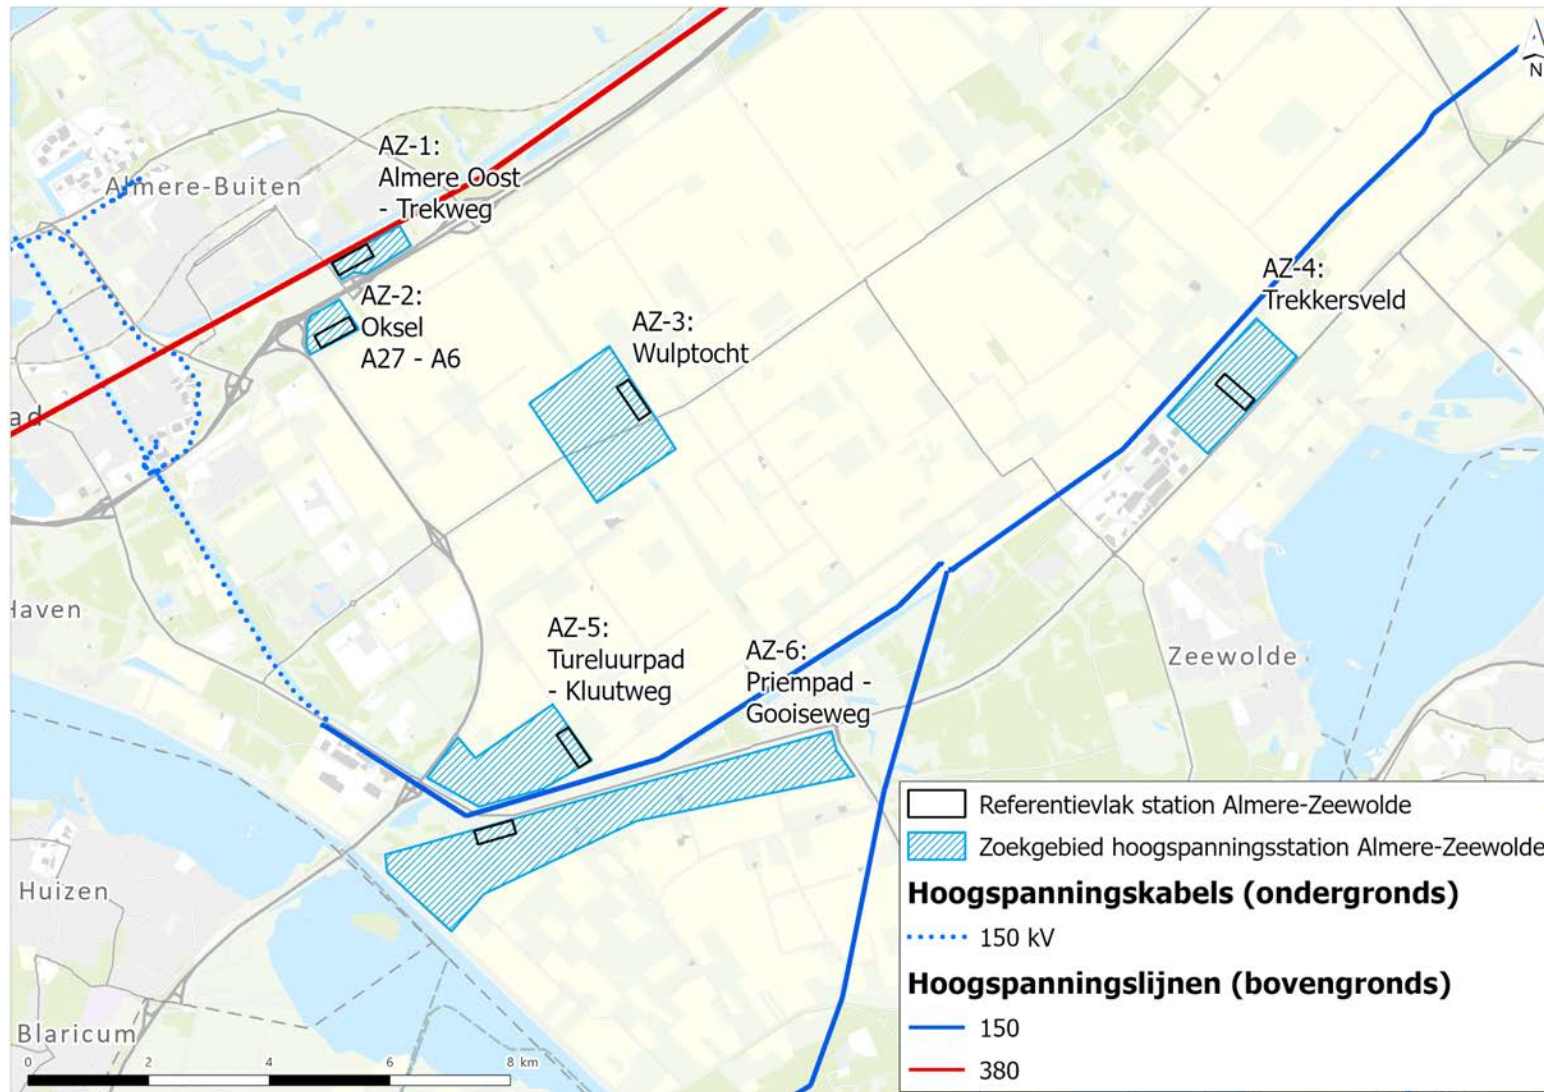 N
AZ-1:
Almere Oost
- Trekweg
Almere-Buiten
AZ-2:
Oksel
A27 - A6
AZ-3:
Wulptocht
AZ-4:
Trekkersveld
ad
Haven
AZ-5:
Tureluurpad
- Kluutweg
AZ-6:
Priempad -
Gooiseweg
Zeewolde
Huizen
Blaricum
0 2 4 6 8 km
Referentievlak station Almere-Zeewolde
Zoekgebied hoogspanningsstation Almere-Zeewolde
Hoogspanningskabels (ondergronds)
150 kV
Hoogspanningslijnen (bovengronds)
150
380